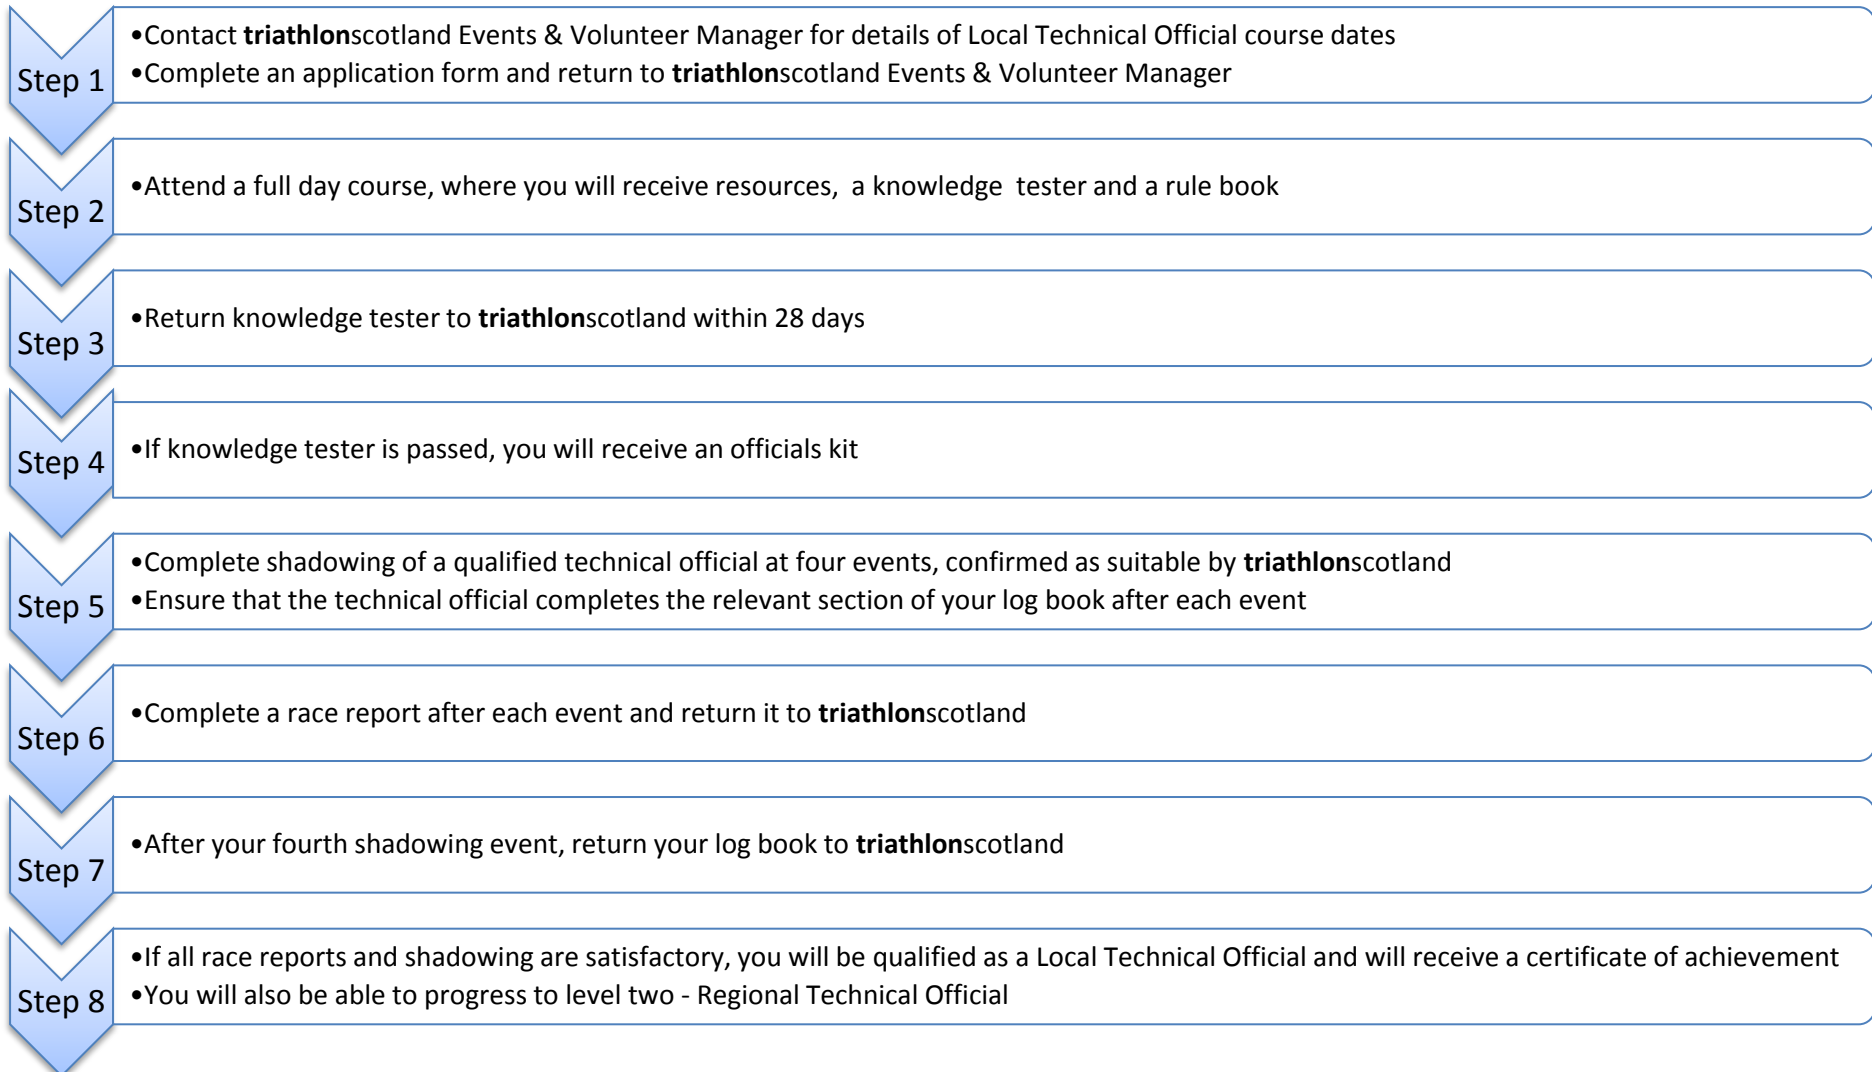 Step 1
•Contact triathlonscotland Events & Volunteer Manager for details of Local Technical Official course dates
•Complete an application form and return to triathlonscotland Events & Volunteer Manager
Step 2
•Attend a full day course, where you will receive resources,  a knowledge  tester and a rule book
Step 3
•Return knowledge tester to triathlonscotland within 28 days
Step 4
•If knowledge tester is passed, you will receive an officials kit
Step 5
•Complete shadowing of a qualified technical official at four events, confirmed as suitable by triathlonscotland
•Ensure that the technical official completes the relevant section of your log book after each event
Step 6
•Complete a race report after each event and return it to triathlonscotland
Step 7
•After your fourth shadowing event, return your log book to triathlonscotland
Step 8
•If all race reports and shadowing are satisfactory, you will be qualified as a Local Technical Official and will receive a certificate of achievement
•You will also be able to progress to level two - Regional Technical Official